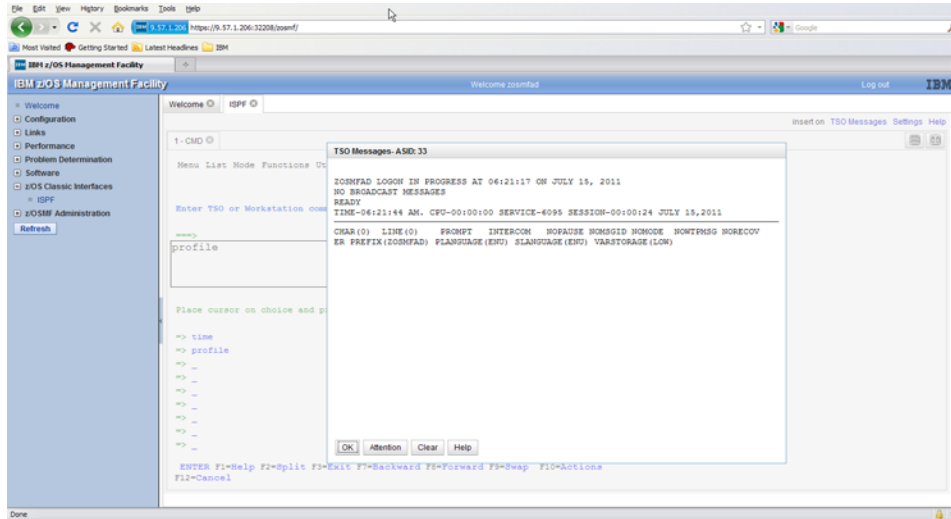 File Edit View History Bookmarks Tools Help
9.57.1.206 https://9.57.1.206:32208/zosmf/
Google
Most Visited Getting Started Latest Headlines IBM
IBM z/OS Management Facility
IBM z/OS Management Facility Welcome zosmfad Log out IBM
Welcome
Configuration
Links
Performance
Problem Determination
Software
z/OS Classic Interfaces
ISPF
z/OSMF Administration
Refresh
Welcome ISPF
insert on TSO Messages Settings Help
1 - CMD
Menu List Mode Functions Ut
Enter TSO or Workstation com
===>
profile
Place cursor on choice and p
=> time
=> profile
=> _
=> _
=> _
=> _
=> _
=> _
=> _
ENTER F1=Help F2=Split F3=Exit F7=Backward F8=Forward F9=Swap F10=Actions
F12=Cancel
TSO Messages- ASID: 33
ZOSMFAD LOGON IN PROGRESS AT 06:21:17 ON JULY 15, 2011
NO BROADCAST MESSAGES
READY
TIME-06:21:44 AM. CPU-00:00:00 SERVICE-6095 SESSION-00:00:24 JULY 15,2011
CHAR(0) LINE(0) PROMPT INTERCOM NOPAUSE NOMSGID NOMODE NOWTPMSG NORECOV
ER PREFIX(ZOSMFAD) PLANGUAGE(ENU) SLANGUAGE(ENU) VARSTORAGE(LOW)
OK Attention Clear Help
Done